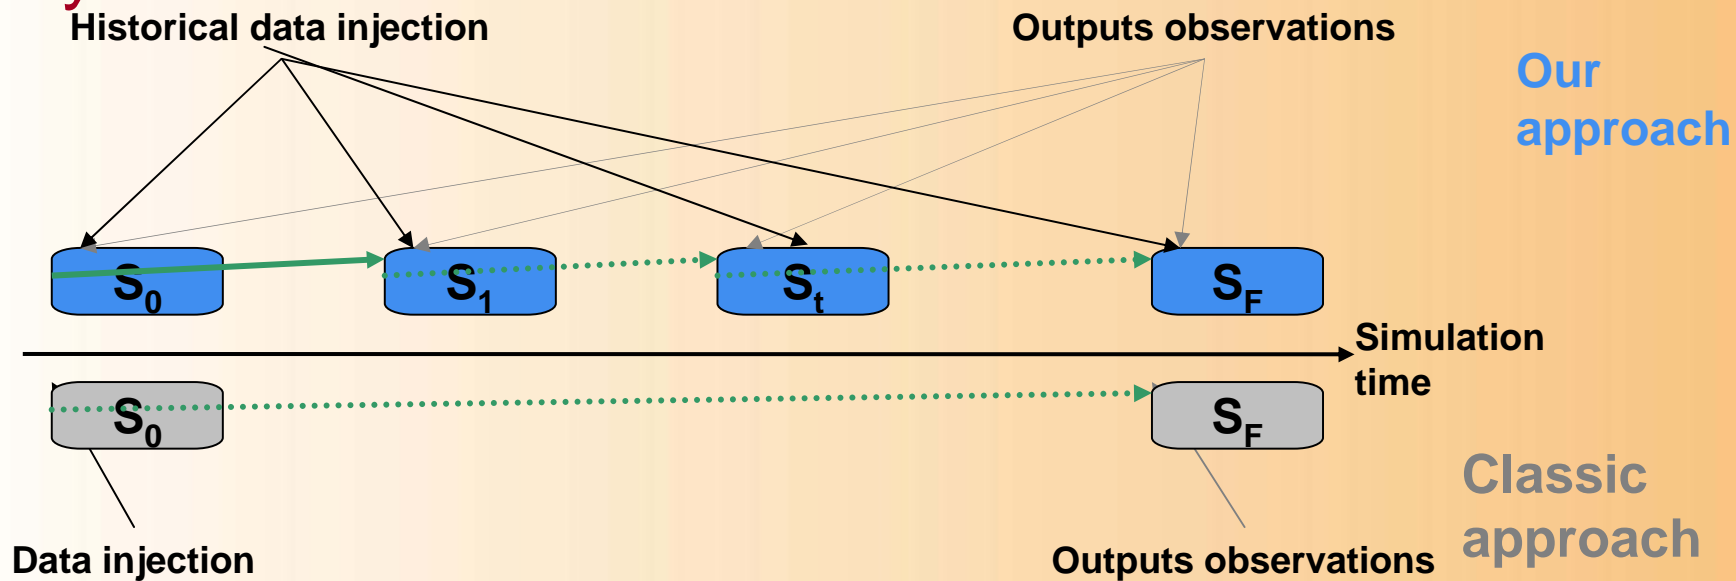 Historical data injection
Outputs observations
Our
approach
S0
S1
St
SF
Simulation
time
S0
SF
Classic
approach
Data injection
Outputs observations